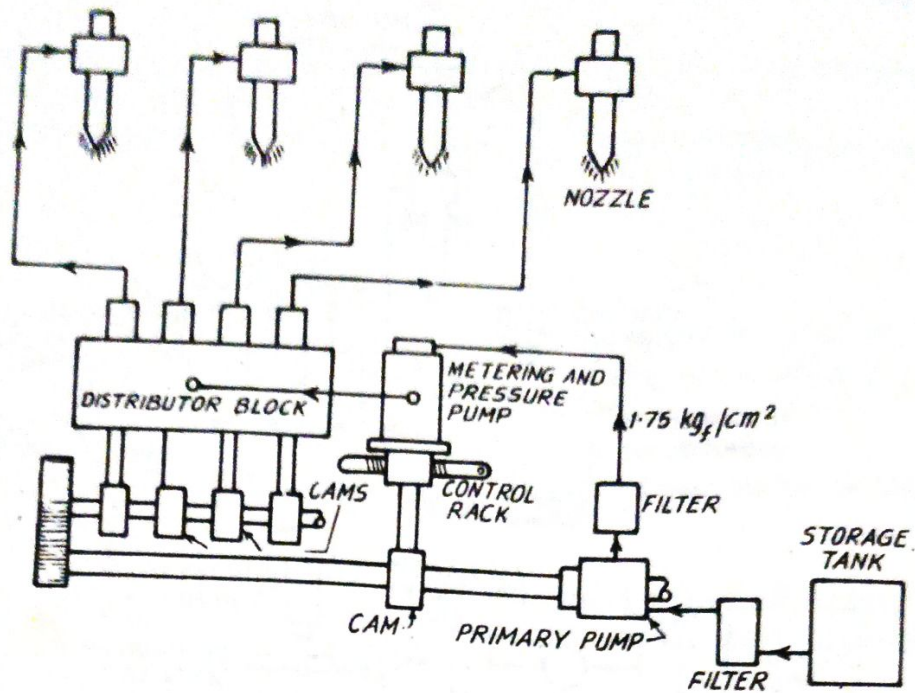 NOZZLE
METERING AND
PRESSURE
PUMP
DISTRIBUTOR BLOCK
1.75 kgf/cm²
CAMS
CONTROL
RACK
FILTER
STORAGE
TANK
CAM
PRIMARY PUMP
FILTER